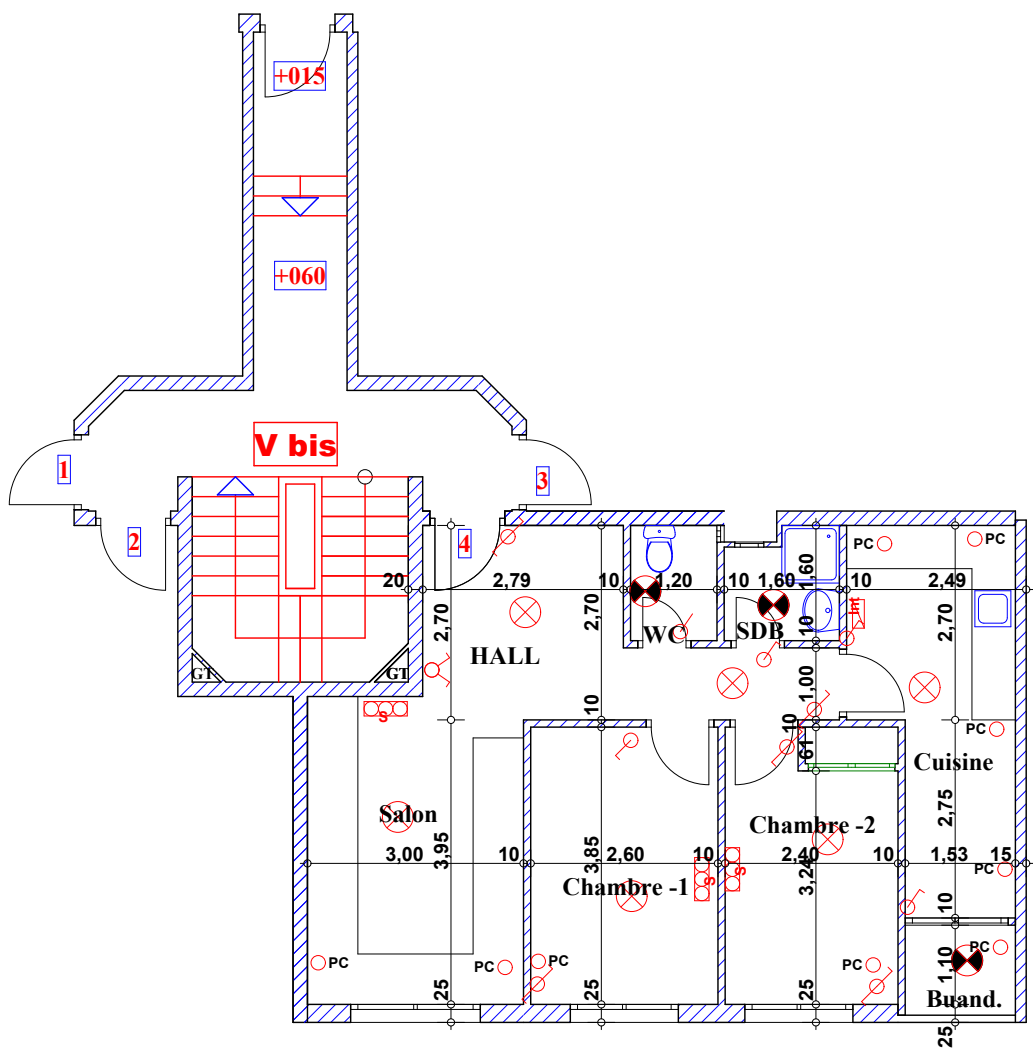 +015
+060
V bis
1
3
2
4
PC
PC
20
2,79
10
1,20
10
1,60
1,60
10
2,49
2,70
2,70
WC
SDB
10
Int
2,70
HALL
GT
GT
1,00
10
S
10
61
Cuisine
Salon
Chambre -2
2,75
3,00
3,95
10
3,85
2,60
10
2,40
3,24
10
1,53
15
Chambre -1
S
S
PC
10
PC
PC
PC
PC
PC
1,10
25
25
25
Buand.
25